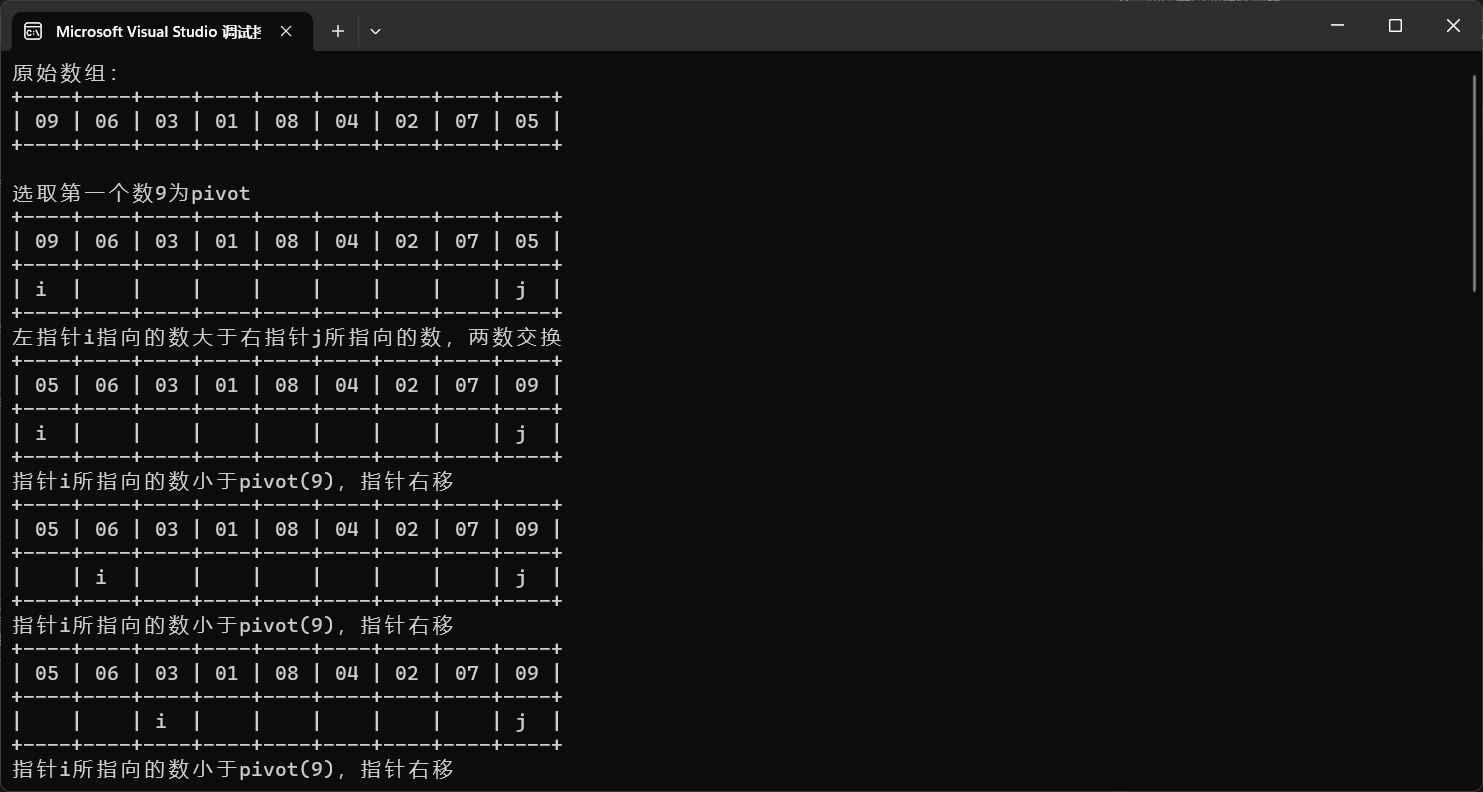 Microsoft Visual Studio 调试
原始数组:
+----+----+----+----+----+----+----+----+----+
| 09 | 06 | 03 | 01 | 08 | 04 | 02 | 07 | 05 |
+----+----+----+----+----+----+----+----+----+
选取第一个数9为pivot
+----+----+----+----+----+----+----+----+----+
| 09 | 06 | 03 | 01 | 08 | 04 | 02 | 07 | 05 |
+----+----+----+----+----+----+----+----+----+
| i  |    |    |    |    |    |    |    | j  |
+----+----+----+----+----+----+----+----+----+
左指针i指向的数大于右指针j所指向的数，两数交换
+----+----+----+----+----+----+----+----+----+
| 05 | 06 | 03 | 01 | 08 | 04 | 02 | 07 | 09 |
+----+----+----+----+----+----+----+----+----+
| i  |    |    |    |    |    |    |    | j  |
+----+----+----+----+----+----+----+----+----+
指针i所指向的数小于pivot(9)，指针右移
+----+----+----+----+----+----+----+----+----+
| 05 | 06 | 03 | 01 | 08 | 04 | 02 | 07 | 09 |
+----+----+----+----+----+----+----+----+----+
|    | i  |    |    |    |    |    |    | j  |
+----+----+----+----+----+----+----+----+----+
指针i所指向的数小于pivot(9)，指针右移
+----+----+----+----+----+----+----+----+----+
| 05 | 06 | 03 | 01 | 08 | 04 | 02 | 07 | 09 |
+----+----+----+----+----+----+----+----+----+
|    |    | i  |    |    |    |    |    | j  |
+----+----+----+----+----+----+----+----+----+
指针i所指向的数小于pivot(9)，指针右移